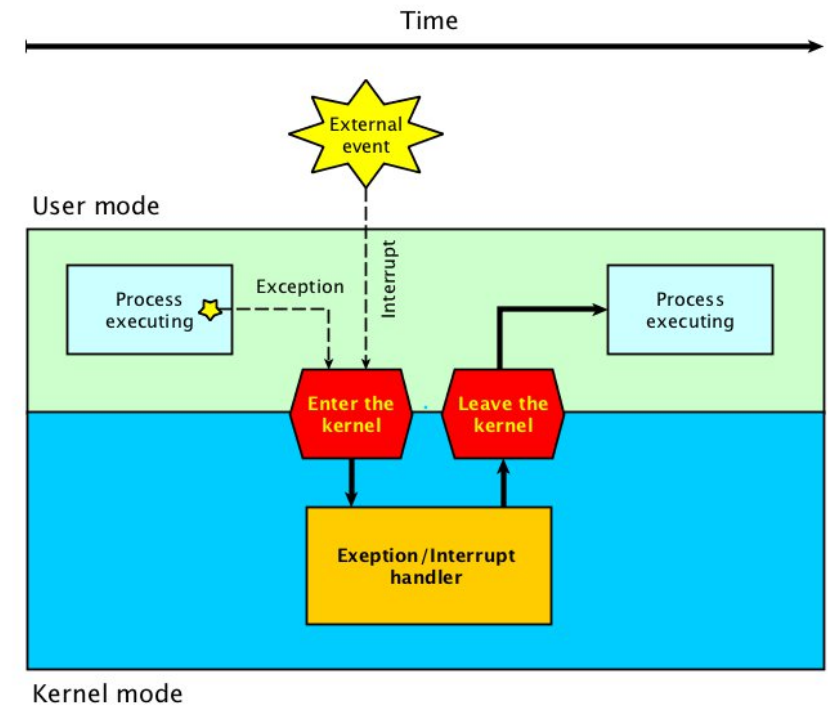 Time
External
event
User mode
Exception
Interrupt
Process
executing
Process
executing
Enter the
kernel
Leave the
kernel
Exeption/Interrupt
handler
Kernel mode